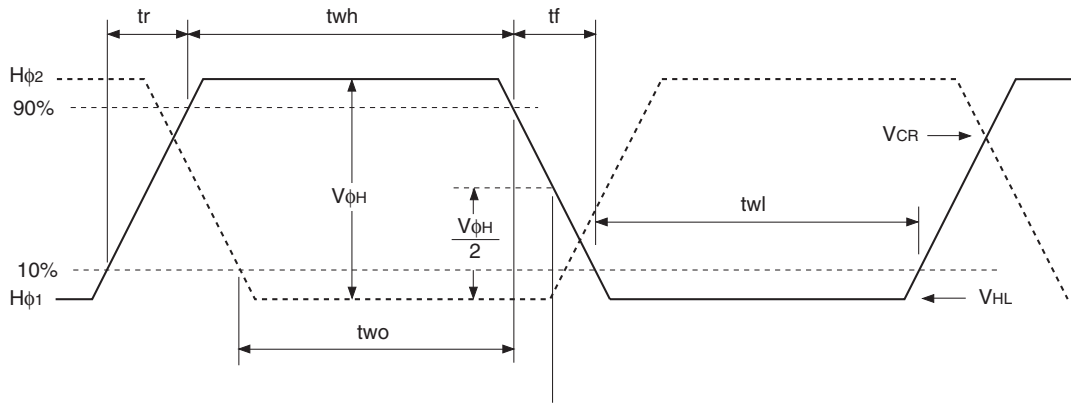 tr twh tf
Hϕ2
90%
VCR
VϕH
twl
VϕH
2
10%
Hϕ1
VHL
two